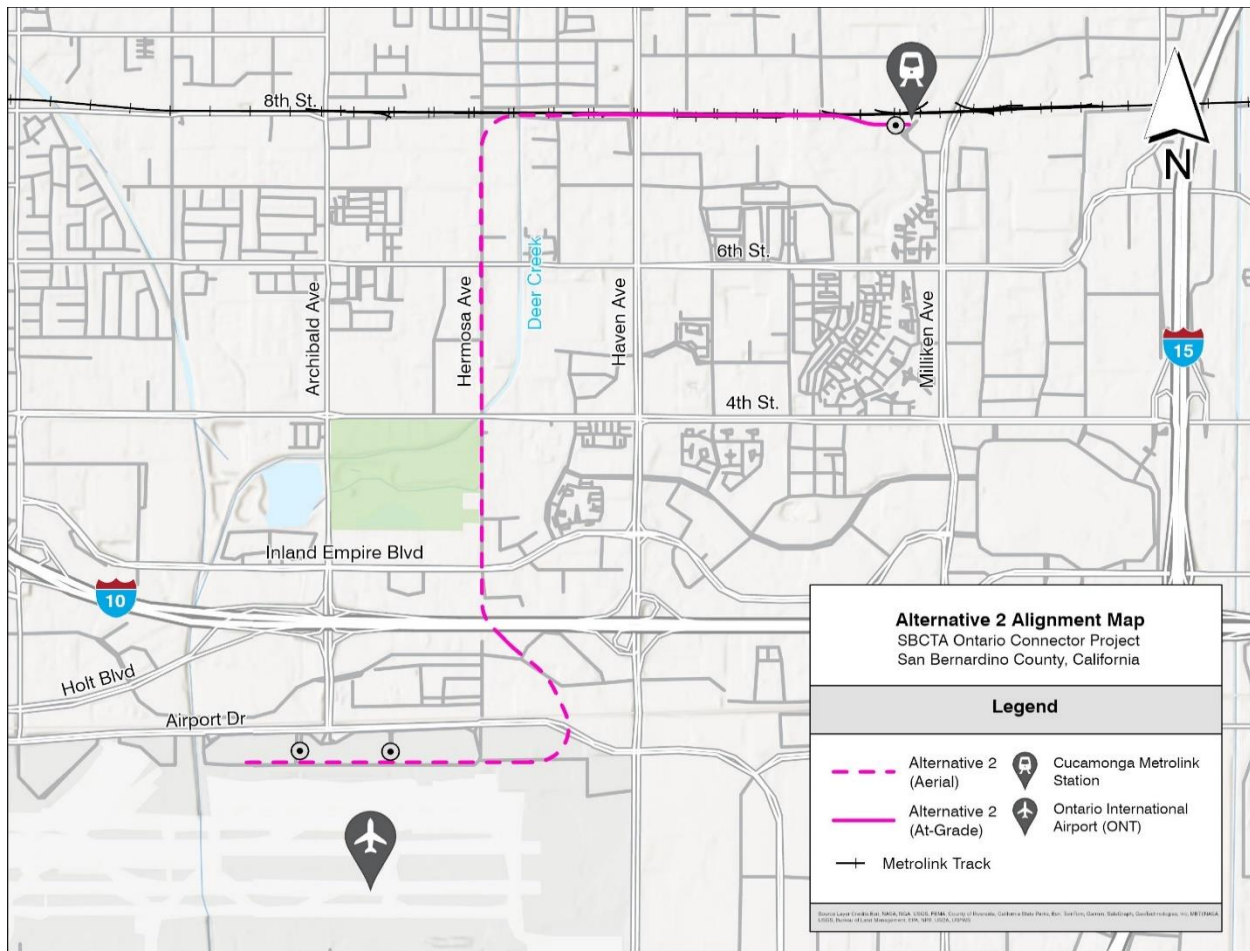 8th St.
N
6th St.
Deer Creek
Archibald Ave
Hermosa Ave
Haven Ave
Milliken Ave
15
4th St.
Inland Empire Blvd
10
Holt Blvd
Airport Dr
Alternative 2 Alignment Map
SBCTA Ontario Connector Project
San Bernardino County, California
Legend
Alternative 2
(Aerial)
Cucamonga Metrolink
Station
Alternative 2
(At-Grade)
Ontario International
Airport (ONT)
Metrolink Track